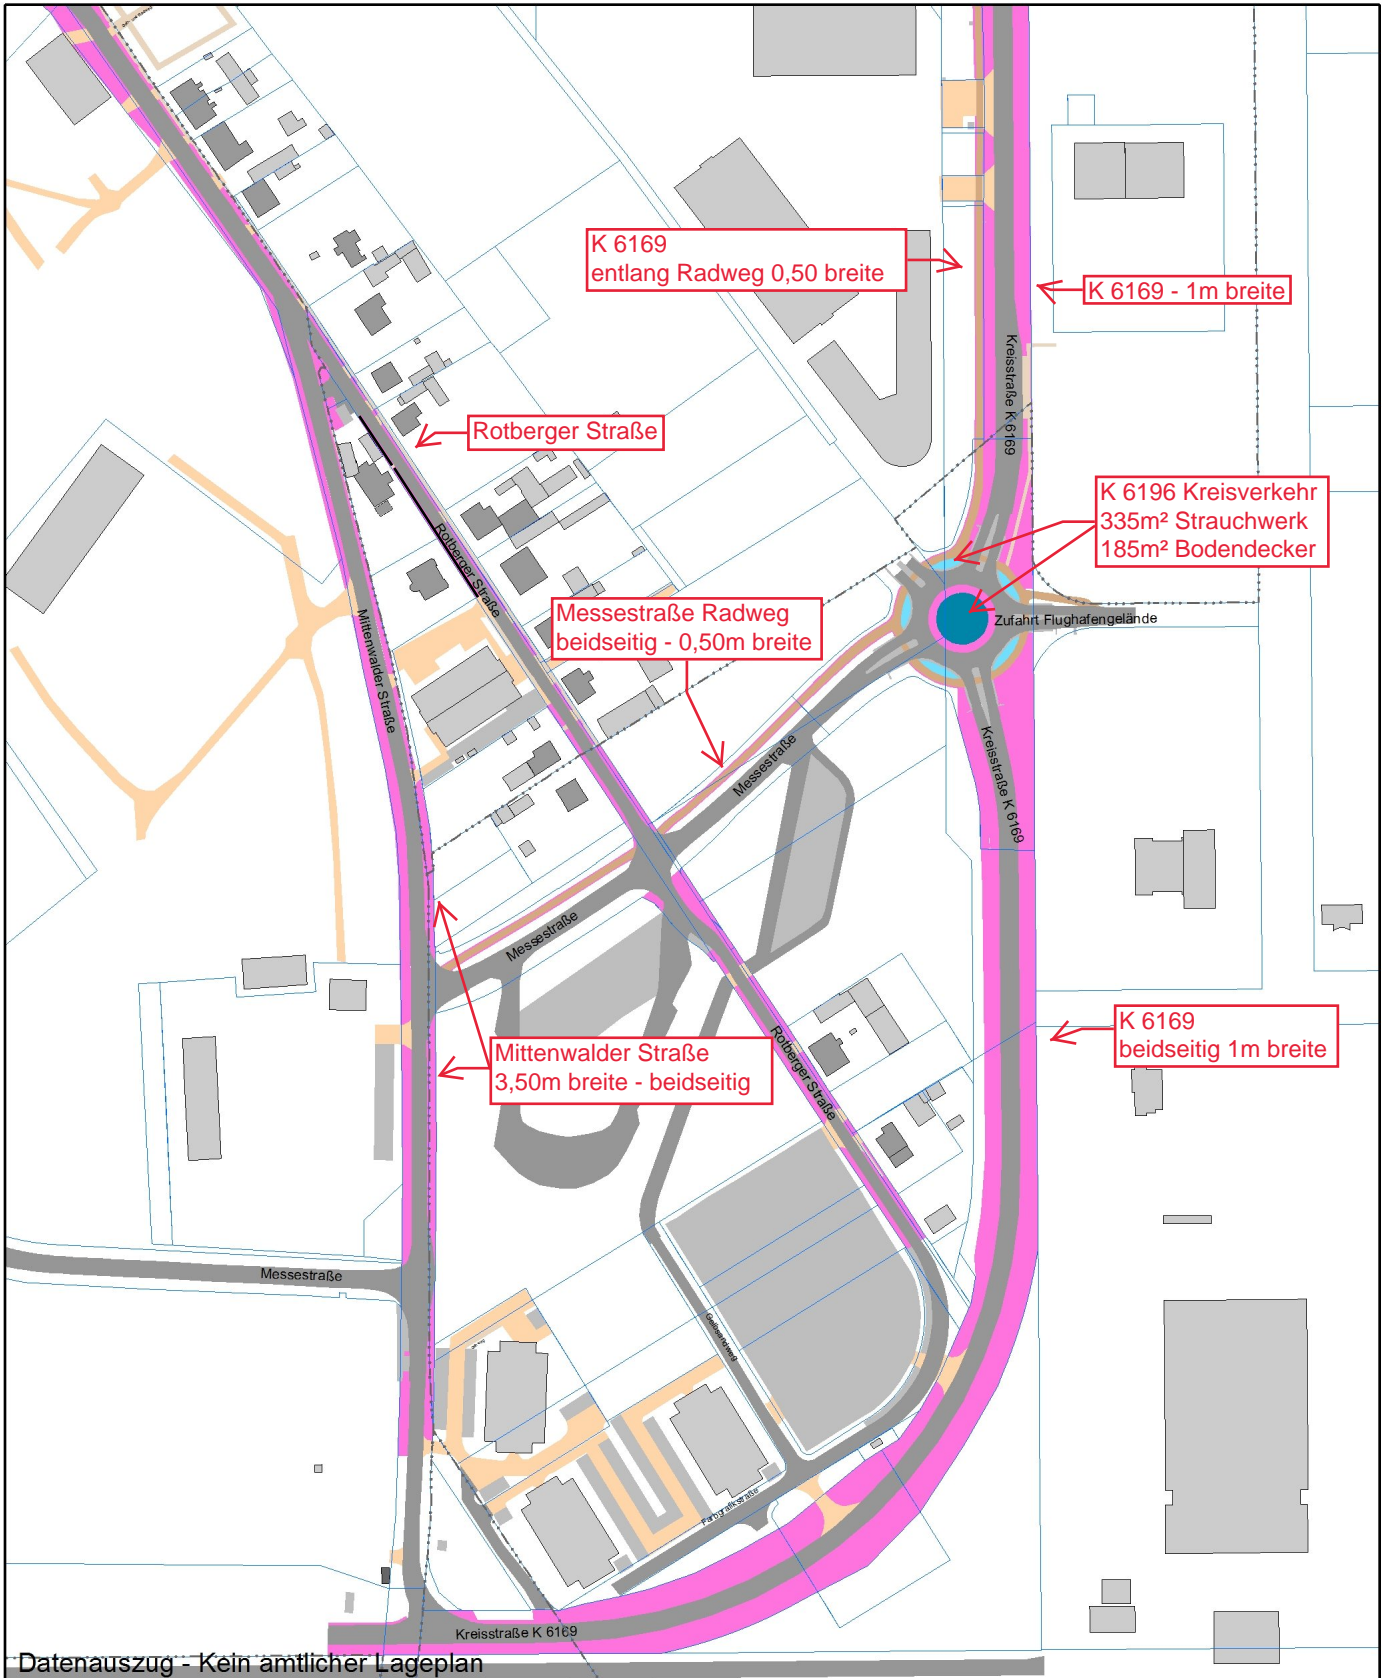 K 6169
entlang Radweg 0,50 breite
K 6169 - 1m breite
Kreisstraße K 6169
Rotberger Straße
K 6196 Kreisverkehr
335m² Strauchwerk
185m² Bodendecker
Rotberger Straße
Messestraße Radweg
beidseitig - 0,50m breite
Zufahrt Flughafengelände
Mittenwalder Straße
Messestraße
Kreisstraße K 6169
Messestraße
K 6169
beidseitig 1m breite
Mittenwalder Straße
3,50m breite - beidseitig
Rotberger Straße
Messestraße
Gelbsandweg
Farbgrafikstraße
Kreisstraße K 6169
Datenauszug - Kein amtlicher Lageplan